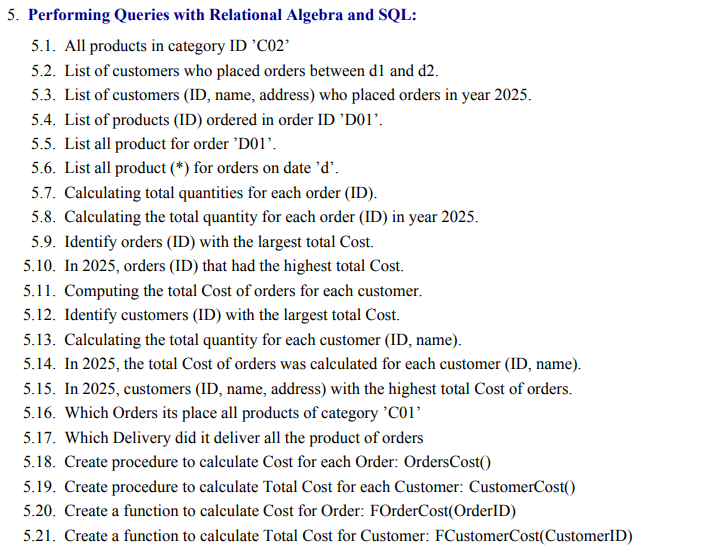 5. Performing Queries with Relational Algebra and SQL:
5.1. All products in category ID ’C02’
5.2. List of customers who placed orders between d1 and d2.
5.3. List of customers (ID, name, address) who placed orders in year 2025.
5.4. List of products (ID) ordered in order ID ’D01’.
5.5. List all product for order ’D01’.
5.6. List all product (*) for orders on date ’d’.
5.7. Calculating total quantities for each order (ID).
5.8. Calculating the total quantity for each order (ID) in year 2025.
5.9. Identify orders (ID) with the largest total Cost.
5.10. In 2025, orders (ID) that had the highest total Cost.
5.11. Computing the total Cost of orders for each customer.
5.12. Identify customers (ID) with the largest total Cost.
5.13. Calculating the total quantity for each customer (ID, name).
5.14. In 2025, the total Cost of orders was calculated for each customer (ID, name).
5.15. In 2025, customers (ID, name, address) with the highest total Cost of orders.
5.16. Which Orders its place all products of category ’C01’
5.17. Which Delivery did it deliver all the product of orders
5.18. Create procedure to calculate Cost for each Order: OrdersCost()
5.19. Create procedure to calculate Total Cost for each Customer: CustomerCost()
5.20. Create a function to calculate Cost for Order: FOrderCost(OrderID)
5.21. Create a function to calculate Total Cost for Customer: FCustomerCost(CustomerID)